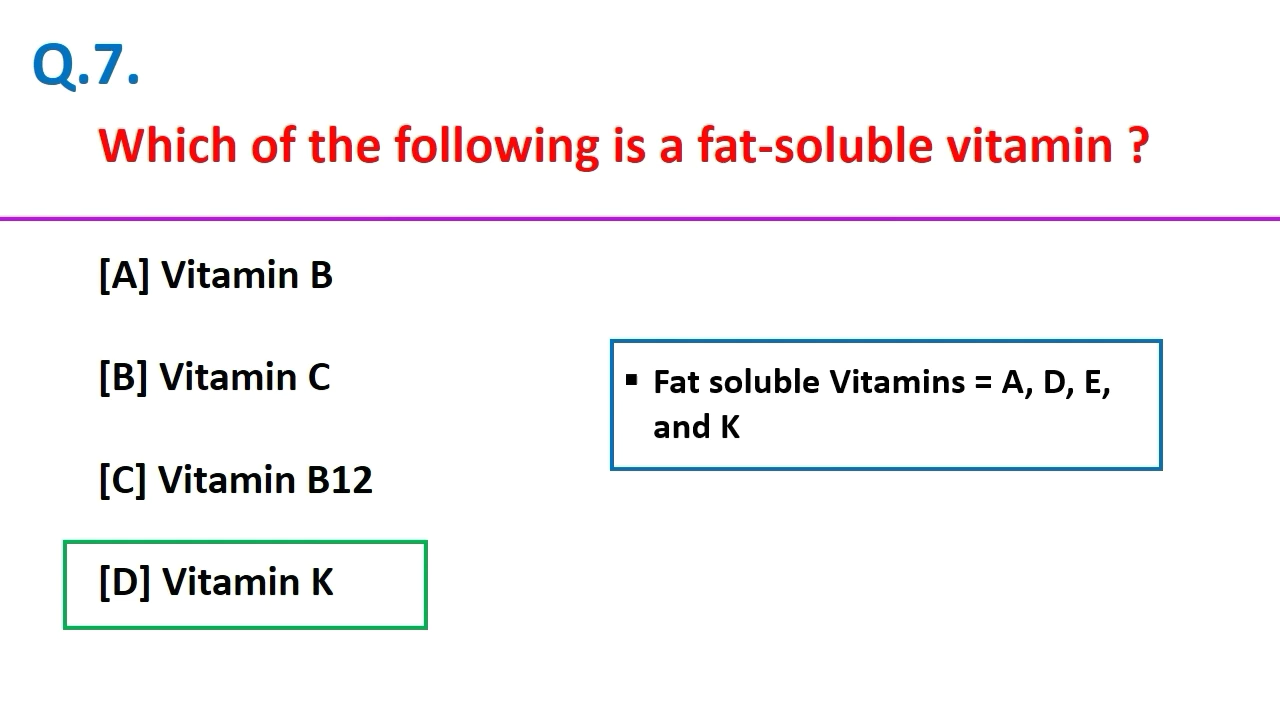 Q.7.
Which of the following is a fat-soluble vitamin ?
[A] Vitamin B
[B] Vitamin C
▪ Fat soluble Vitamins = A, D, E,
and K
[C] Vitamin B12
[D] Vitamin K